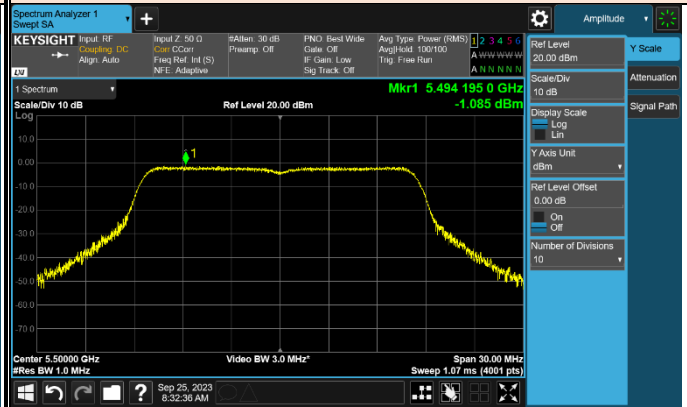 Spectrum Analyzer 1
Swept SA
+
Amplitude
KEYSIGHT
Input: RF
Coupling: DC
Align: Auto
Input Z: 50 Ω
Corr CCorr
Freq Ref: Int (S)
NFE: Adaptive
#Atten: 30 dB
Preamp: Off
PNO: Best Wide
Gate: Off
IF Gain: Low
Sig Track: Off
Avg Type: Power (RMS)
Avg|Hold: 100/100
Trig: Free Run
1 2 3 4 5 6
A W W W W W
A N N N N N
LXI
1 Spectrum
Scale/Div 10 dB
Log
Ref Level 20.00 dBm
Mkr1 5.494 195 0 GHz
-1.085 dBm
10.0
0.00
-10.0
-20.0
-30.0
-40.0
-50.0
-60.0
-70.0
1
Center 5.50000 GHz
#Res BW 1.0 MHz
Video BW 3.0 MHz*
Span 30.00 MHz
Sweep 1.07 ms (4001 pts)
?
Sep 25, 2023
8:32:36 AM
Ref Level
20.00 dBm
Scale/Div
10 dB
Display Scale
Log
Lin
Y Axis Unit
dBm
Ref Level Offset
0.00 dB
On
Off
Number of Divisions
10
Y Scale
Attenuation
Signal Path